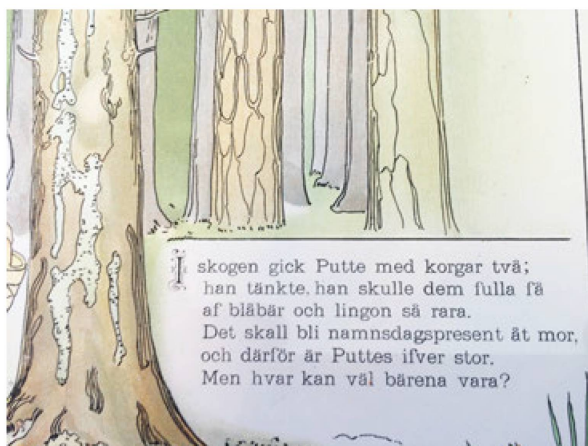 I skogen gick Putte med korgar två;
han tänkte, han skulle dem fulla få
af blåbär och lingon så rara.
Det skall bli namnsdagspresent åt mor,
och därför är Puttes ifver stor.
Men hvar kan väl bärena vara?